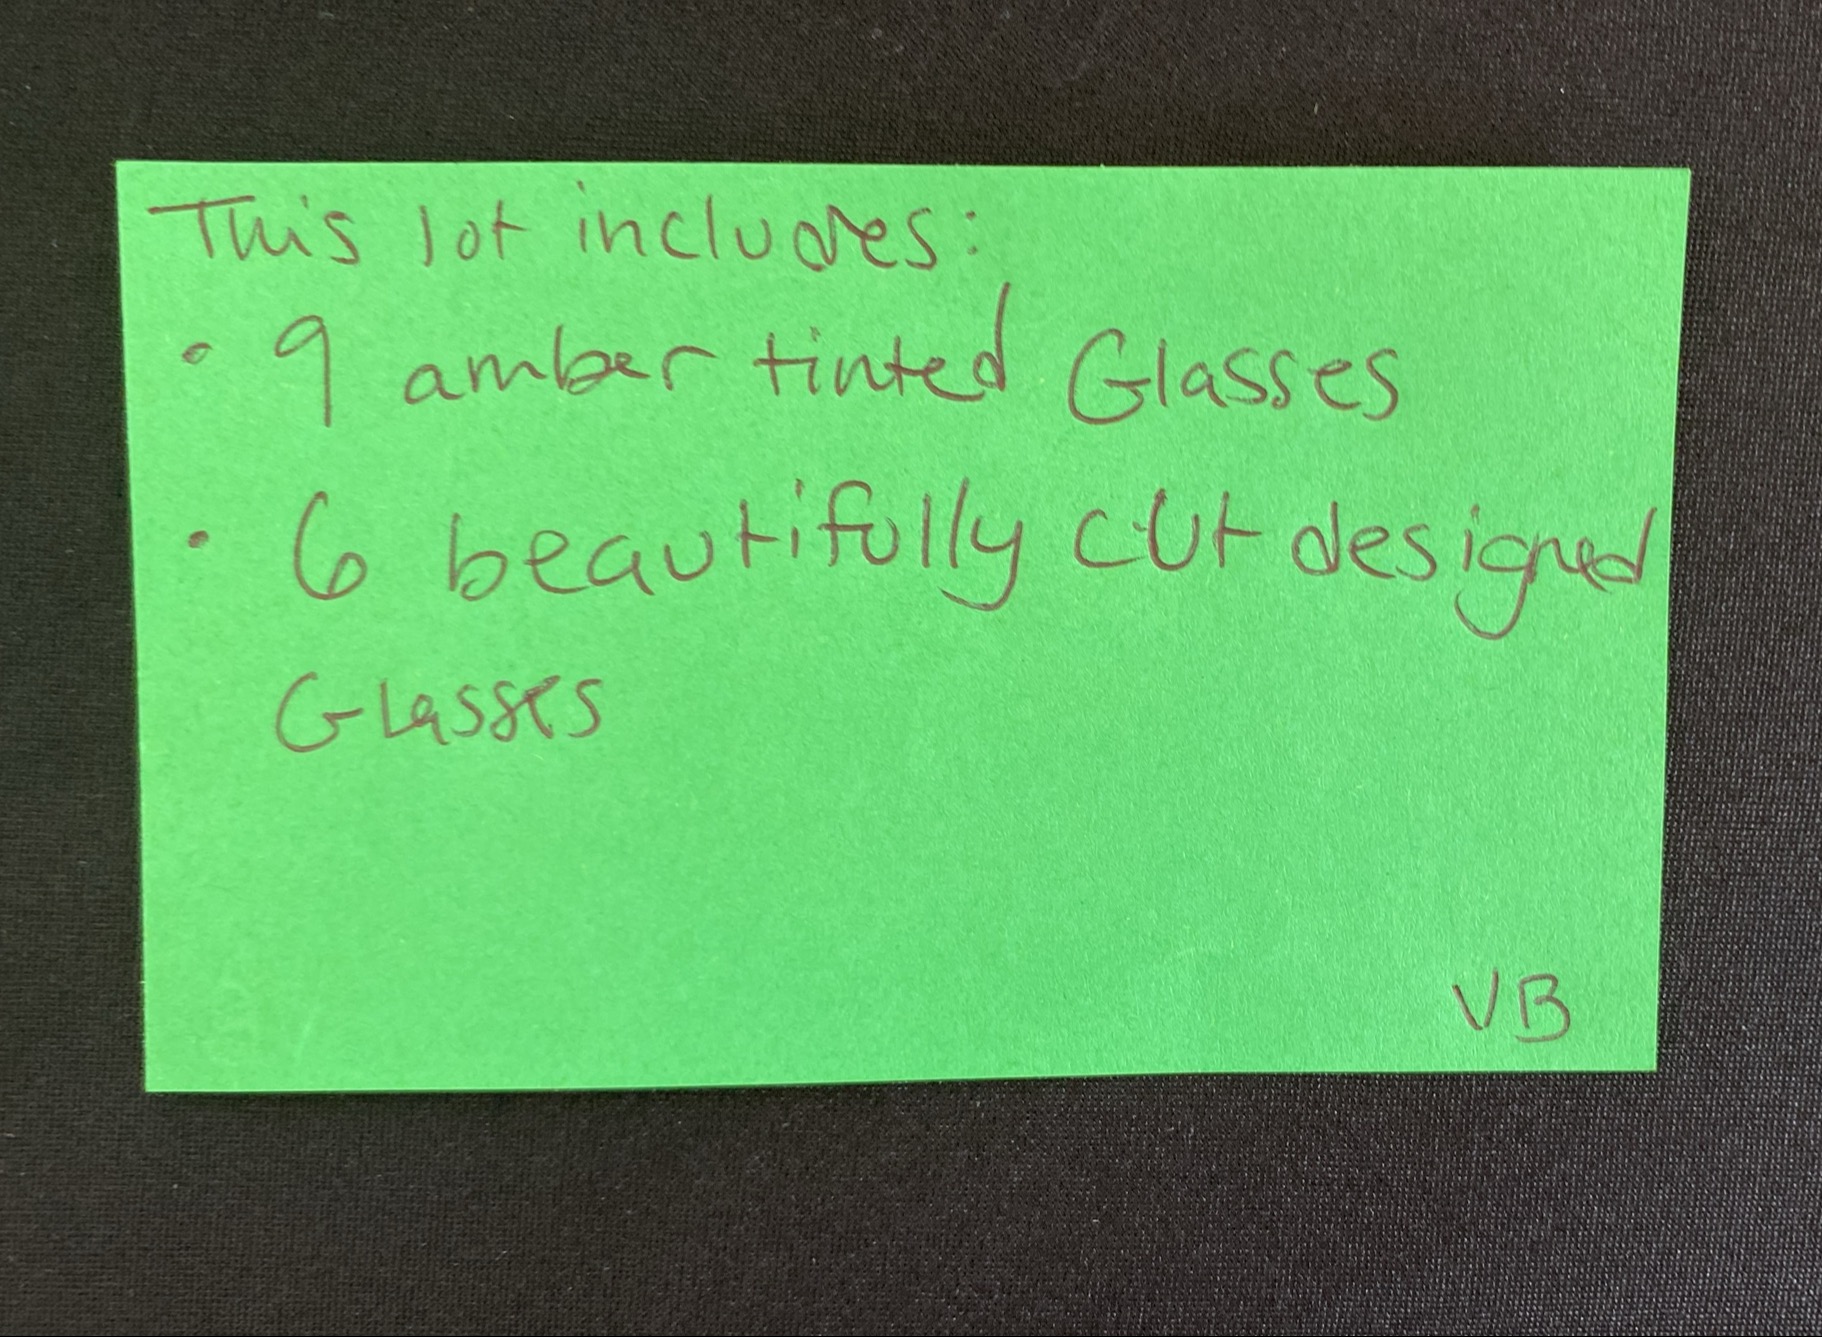 This lot includes:
• 9 amber tinted Glasses
• 6 beautifully cut designed
Glasses
VB